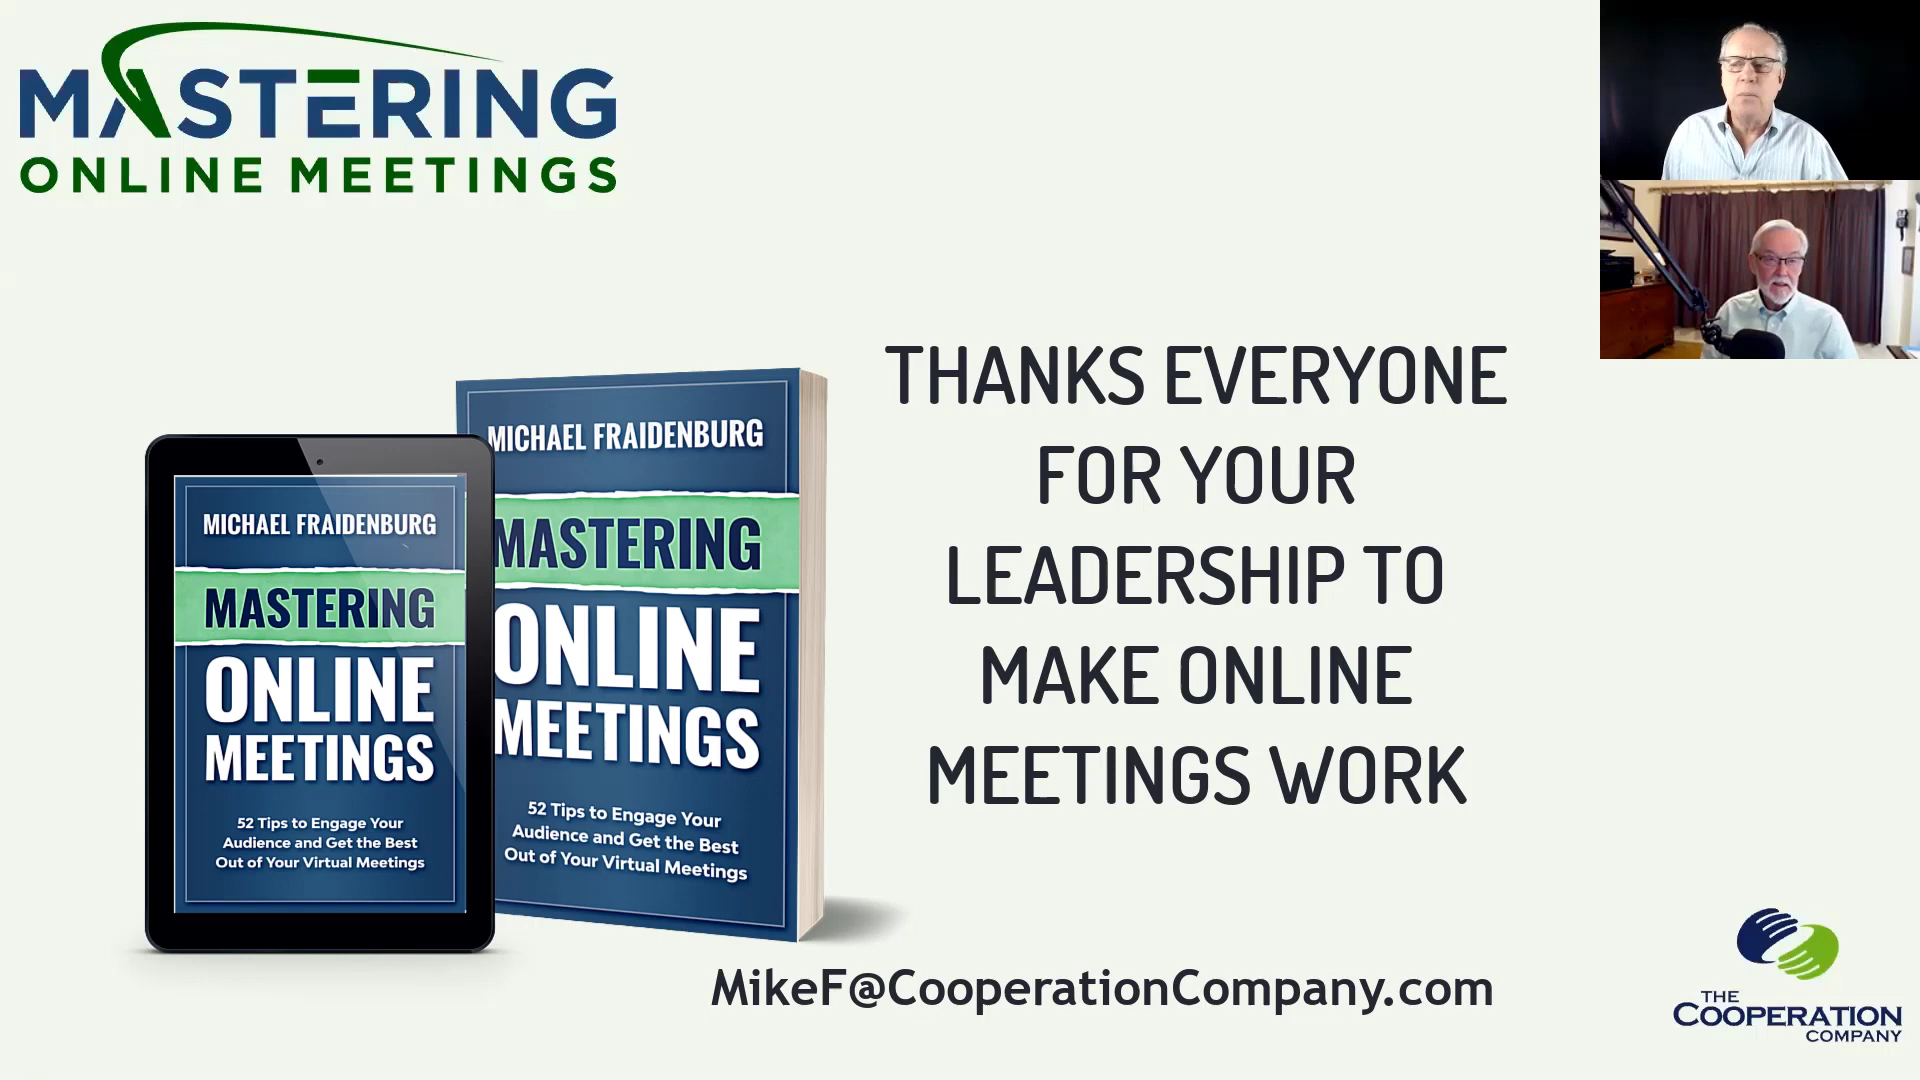 MASTERING
ONLINE MEETINGS
THANKS EVERYONE
FOR YOUR
LEADERSHIP TO
MAKE ONLINE
MEETINGS WORK
MICHAEL FRAIDENBURG
MASTERING
ONLINE
MEETINGS
52 Tips to Engage Your
Audience and Get the Best
Out of Your Virtual Meetings
MICHAEL FRAIDENBURG
MASTERING
ONLINE
MEETINGS
52 Tips to Engage Your
Audience and Get the Best
Out of Your Virtual Meetings
MikeF@CooperationCompany.com
THE
COOPERATION
COMPANY